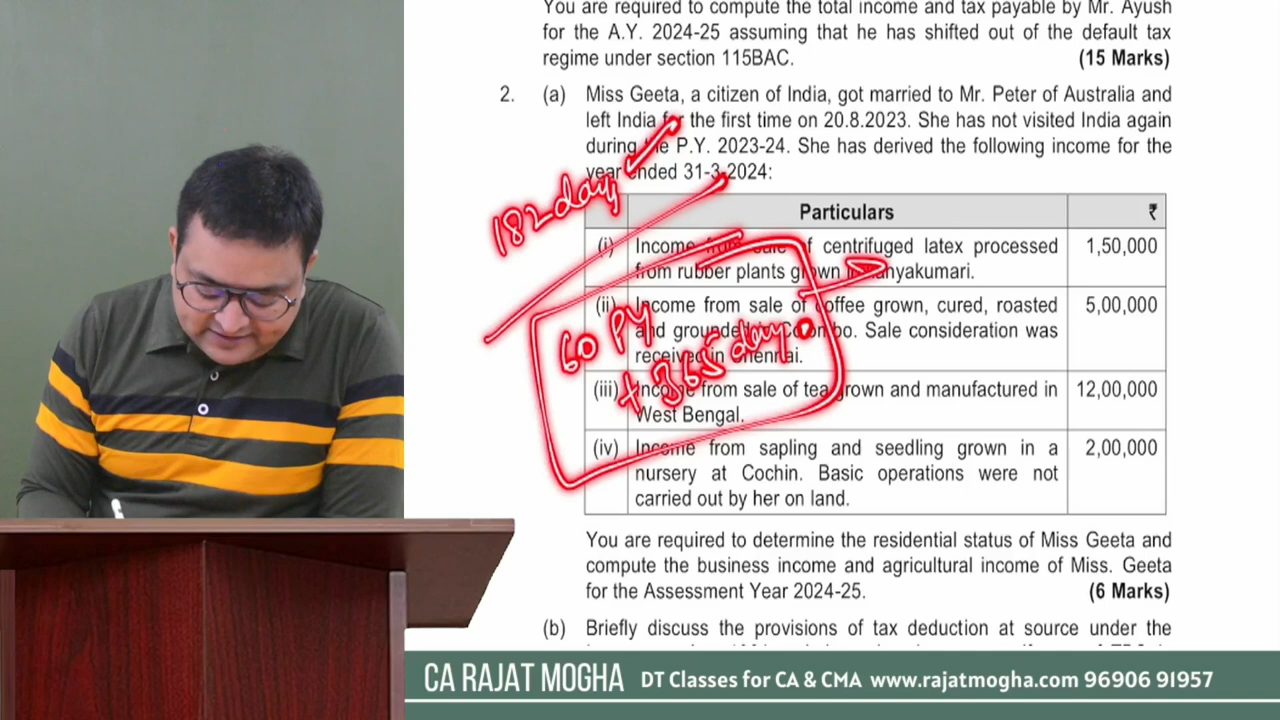 You are required to compute the total income and tax payable by Mr. Ayush
for the A.Y. 2024-25 assuming that he has shifted out of the default tax
regime under section 115BAC. (15 Marks)
2. (a) Miss Geeta, a citizen of India, got married to Mr. Peter of Australia and
left India for the first time on 20.8.2023. She has not visited India again
during the P.Y. 2023-24. She has derived the following income for the
year ended 31-3-2024:
182 day
Particulars ₹
(i) Income from sale of centrifuged latex processed 1,50,000
from rubber plants grown in Kanyakumari.
(ii) Income from sale of coffee grown, cured, roasted 5,00,000
and grounded in Colombo. Sale consideration was
received in Chennai.
60 PY
+ 365 day
(iii) Income from sale of tea grown and manufactured in 12,00,000
West Bengal.
(iv) Income from sapling and seedling grown in a 2,00,000
nursery at Cochin. Basic operations were not
carried out by her on land.
You are required to determine the residential status of Miss Geeta and
compute the business income and agricultural income of Miss. Geeta
for the Assessment Year 2024-25. (6 Marks)
(b) Briefly discuss the provisions of tax deduction at source under the
CA RAJAT MOGHA DT Classes for CA & CMA www.rajatmogha.com 96906 91957